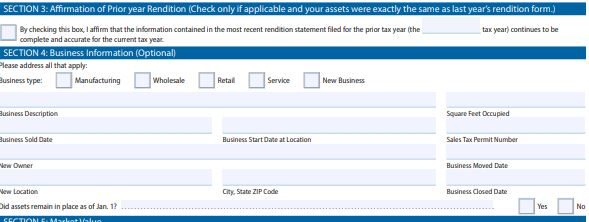 SECTION 3: Affirmation of Prior year Rendition (Check only if applicable and your assets were exactly the same as last year's rendition form.)
By checking this box, I affirm that the information contained in the most recent rendition statement filed for the prior tax year (the tax year) continues to be
complete and accurate for the current tax year.
SECTION 4: Business Information (Optional)
Please address all that apply:
Business type: Manufacturing Wholesale Retail Service New Business
Business Description Square Feet Occupied
Business Sold Date Business Start Date at Location Sales Tax Permit Number
New Owner Business Moved Date
New Location City, State ZIP Code Business Closed Date
Did assets remain in place as of Jan. 1? Yes No
SECTION 5: Market Value